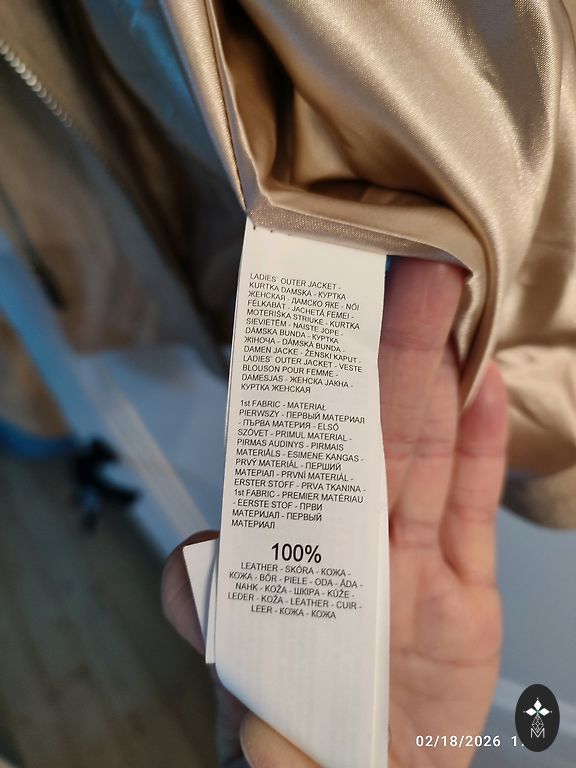 LADIES' OUTER JACKET -
KURTKA DAMSKA - КУРТКА
ЖЕНСКАЯ - ДАМСКО ЯКЕ - NŐI
FÉLKABÁT - JACHETĂ FEMEI -
MOTERIŠKA STRIUKĖ - KURTKA
SIEVIETĒM - NAISTE JOPE -
DÁMSKA BUNDA - КУРТКА
ЖІНОЧА - DÁMSKÁ BUNDA -
DAMEN JACKE - ŽENSKI KAPUT -
LADIES' OUTER JACKET - VESTE
BLOUSON POUR FEMME -
DAMESJAS - ЖЕНСКА ЈАКНА -
КУРТКА ЖЕНСКАЯ
1st FABRIC - MATERIAŁ
PIERWSZY - ПЕРВЫЙ МАТЕРИАЛ
- ПЪРВА МАТЕРИЯ - ELSŐ
SZÖVET - PRIMUL MATERIAL -
PIRMAS AUDINYS - PIRMAIS
MATERIĀLS - ESIMENE KANGAS -
PRVÝ MATERIÁL - ПЕРШИЙ
МАТЕРІАЛ - PRVNÍ MATERIÁL -
ERSTER STOFF - PRVA TKANINA -
1st FABRIC - PREMIER MATÉRIAU
- EERSTE STOF - ПРВИ
МАТЕРИЈАЛ - ПЕРВЫЙ
МАТЕРИАЛ
100%
LEATHER - SKÓRA - КОЖА -
КОЖА - BŐR - PIELE - ODA - ĀDA -
NAHK - KOŽA - ШКІРА - KŮŽE -
LEDER - KOŽA - LEATHER - CUIR -
LEER - КОЖА - КОЖА
02/18/2026
M